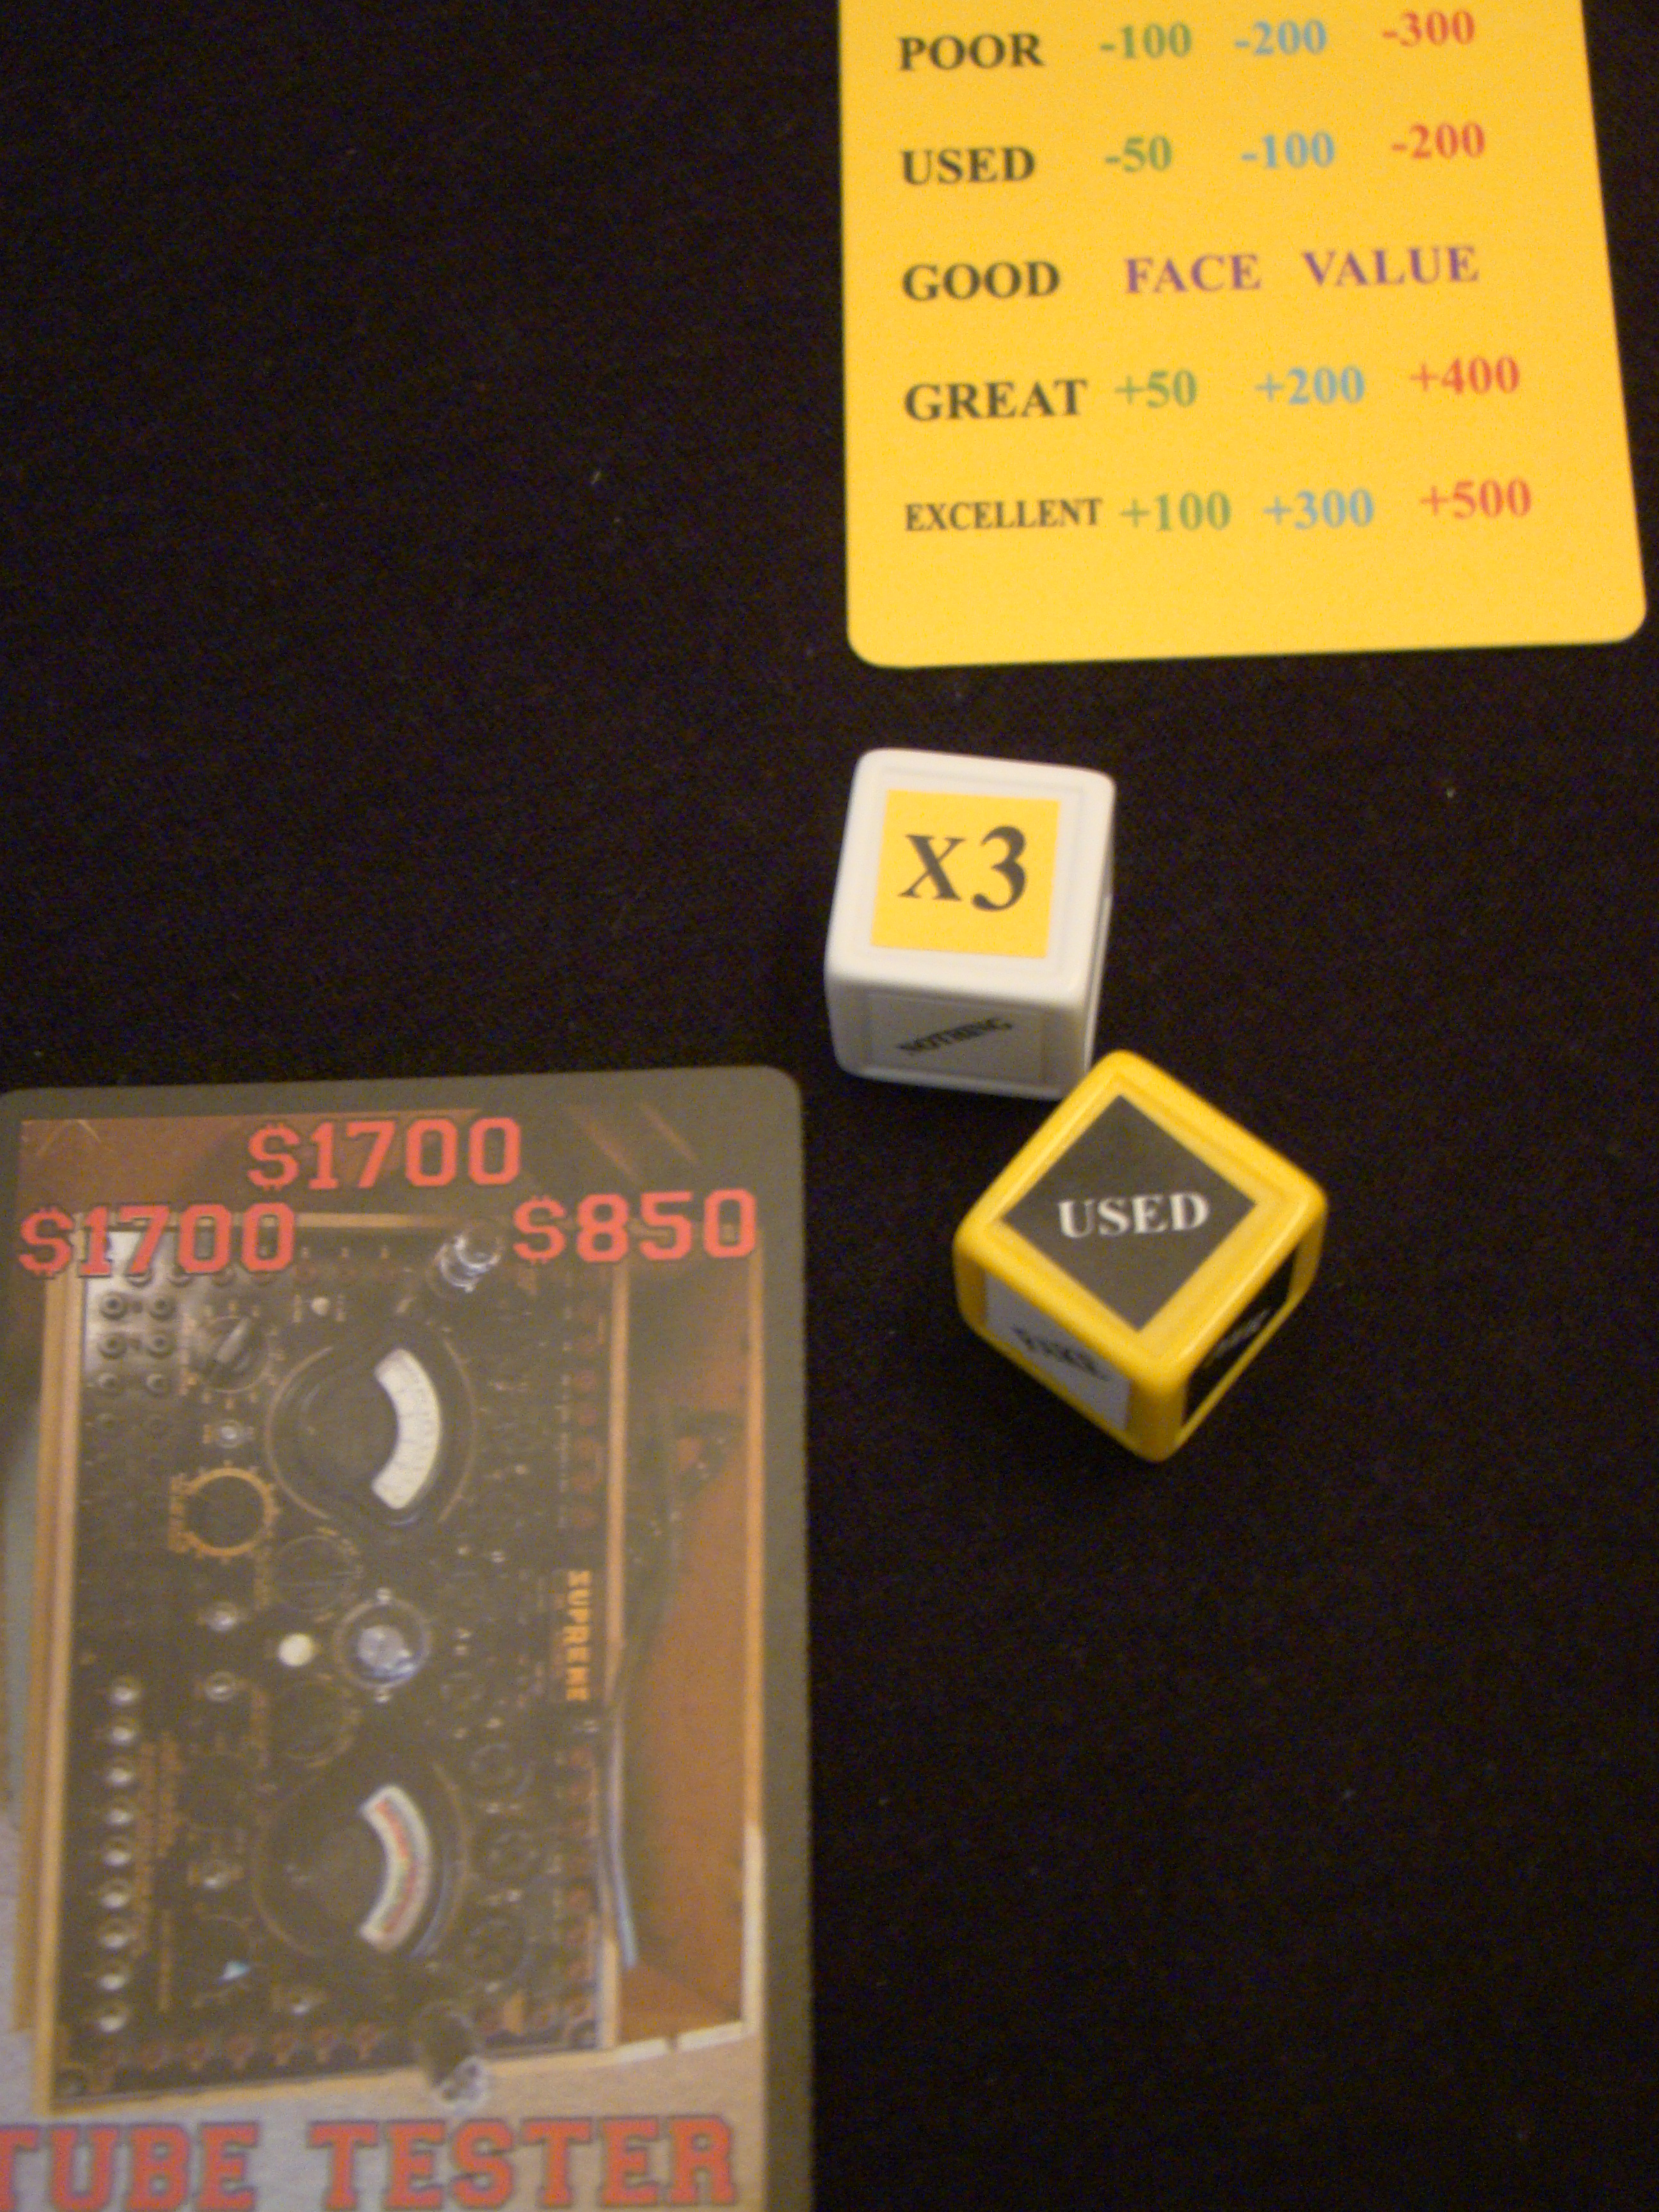 POOR -100 -200 -300
USED -50 -100 -200
GOOD FACE VALUE
GREAT +50 +200 +400
EXCELLENT +100 +300 +500
X3
NOTHING
USED
FAKE
$1700
$1700 $850
SUPREME
TUBE TESTER